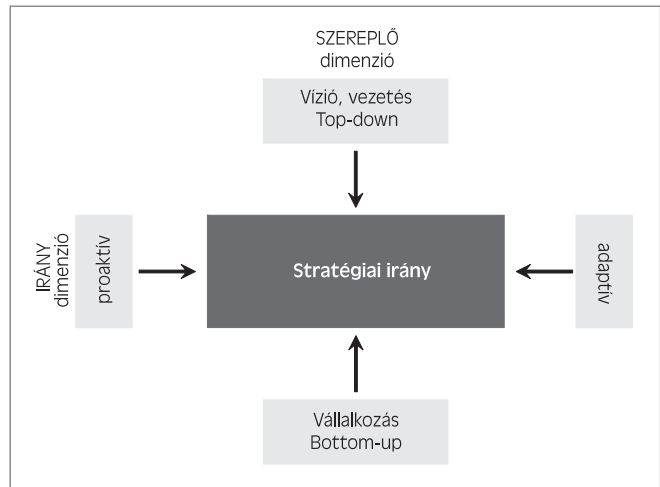 SZEREPLŐ
dimenzió
Vízió, vezetés
Top-down
IRÁNY
dimenzió
proaktív
Stratégiai irány
adaptív
Vállalkozás
Bottom-up